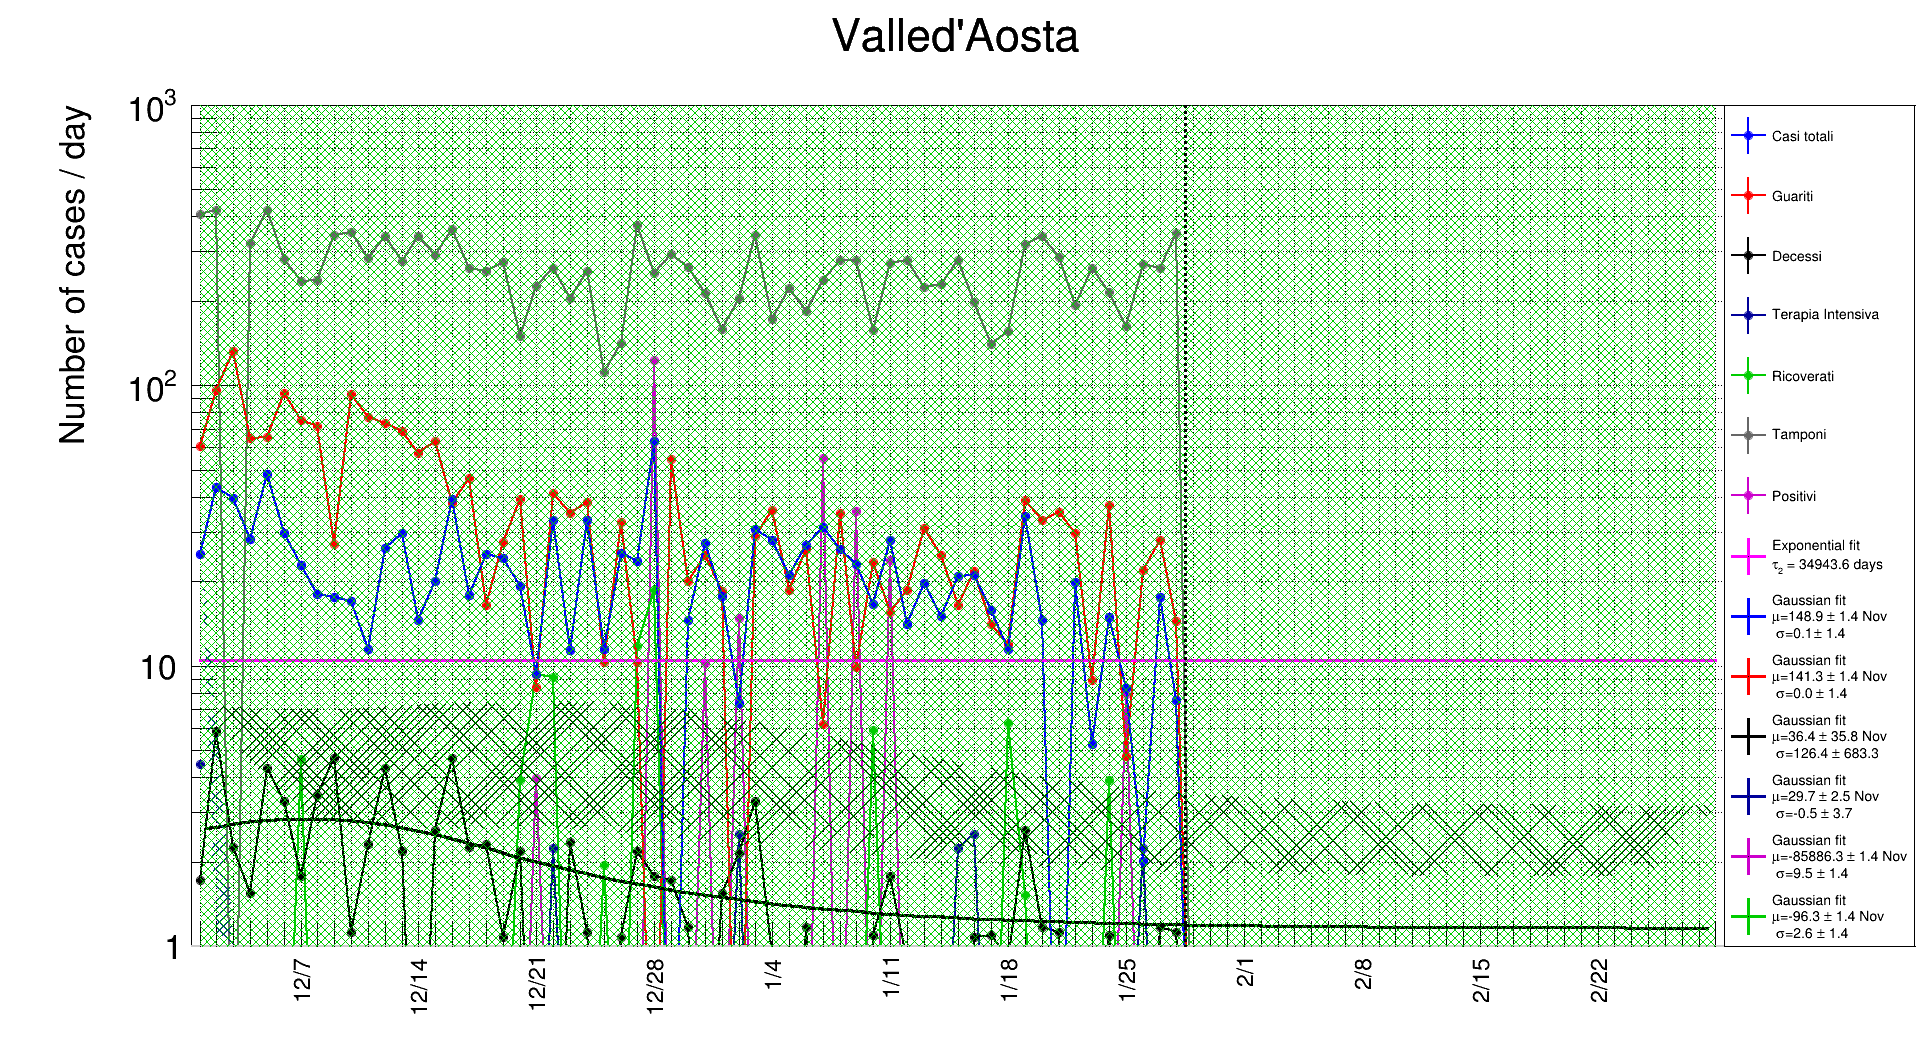 Valled'Aosta
Number of cases / day
10³
10²
10
1
12/7
12/14
12/21
12/28
1/4
1/11
1/18
1/25
2/1
2/8
2/15
2/22
Casi totali
Guariti
Decessi
Terapia Intensiva
Ricoverati
Tamponi
Positivi
Exponential fit
τ₂ = 34943.6 days
Gaussian fit
μ=148.9 ± 1.4 Nov
σ=0.1 ± 1.4
Gaussian fit
μ=141.3 ± 1.4 Nov
σ=0.0 ± 1.4
Gaussian fit
μ=36.4 ± 35.8 Nov
σ=126.4 ± 683.3
Gaussian fit
μ=29.7 ± 2.5 Nov
σ=-0.5 ± 3.7
Gaussian fit
μ=-85886.3 ± 1.4 Nov
σ=9.5 ± 1.4
Gaussian fit
μ=-96.3 ± 1.4 Nov
σ=2.6 ± 1.4